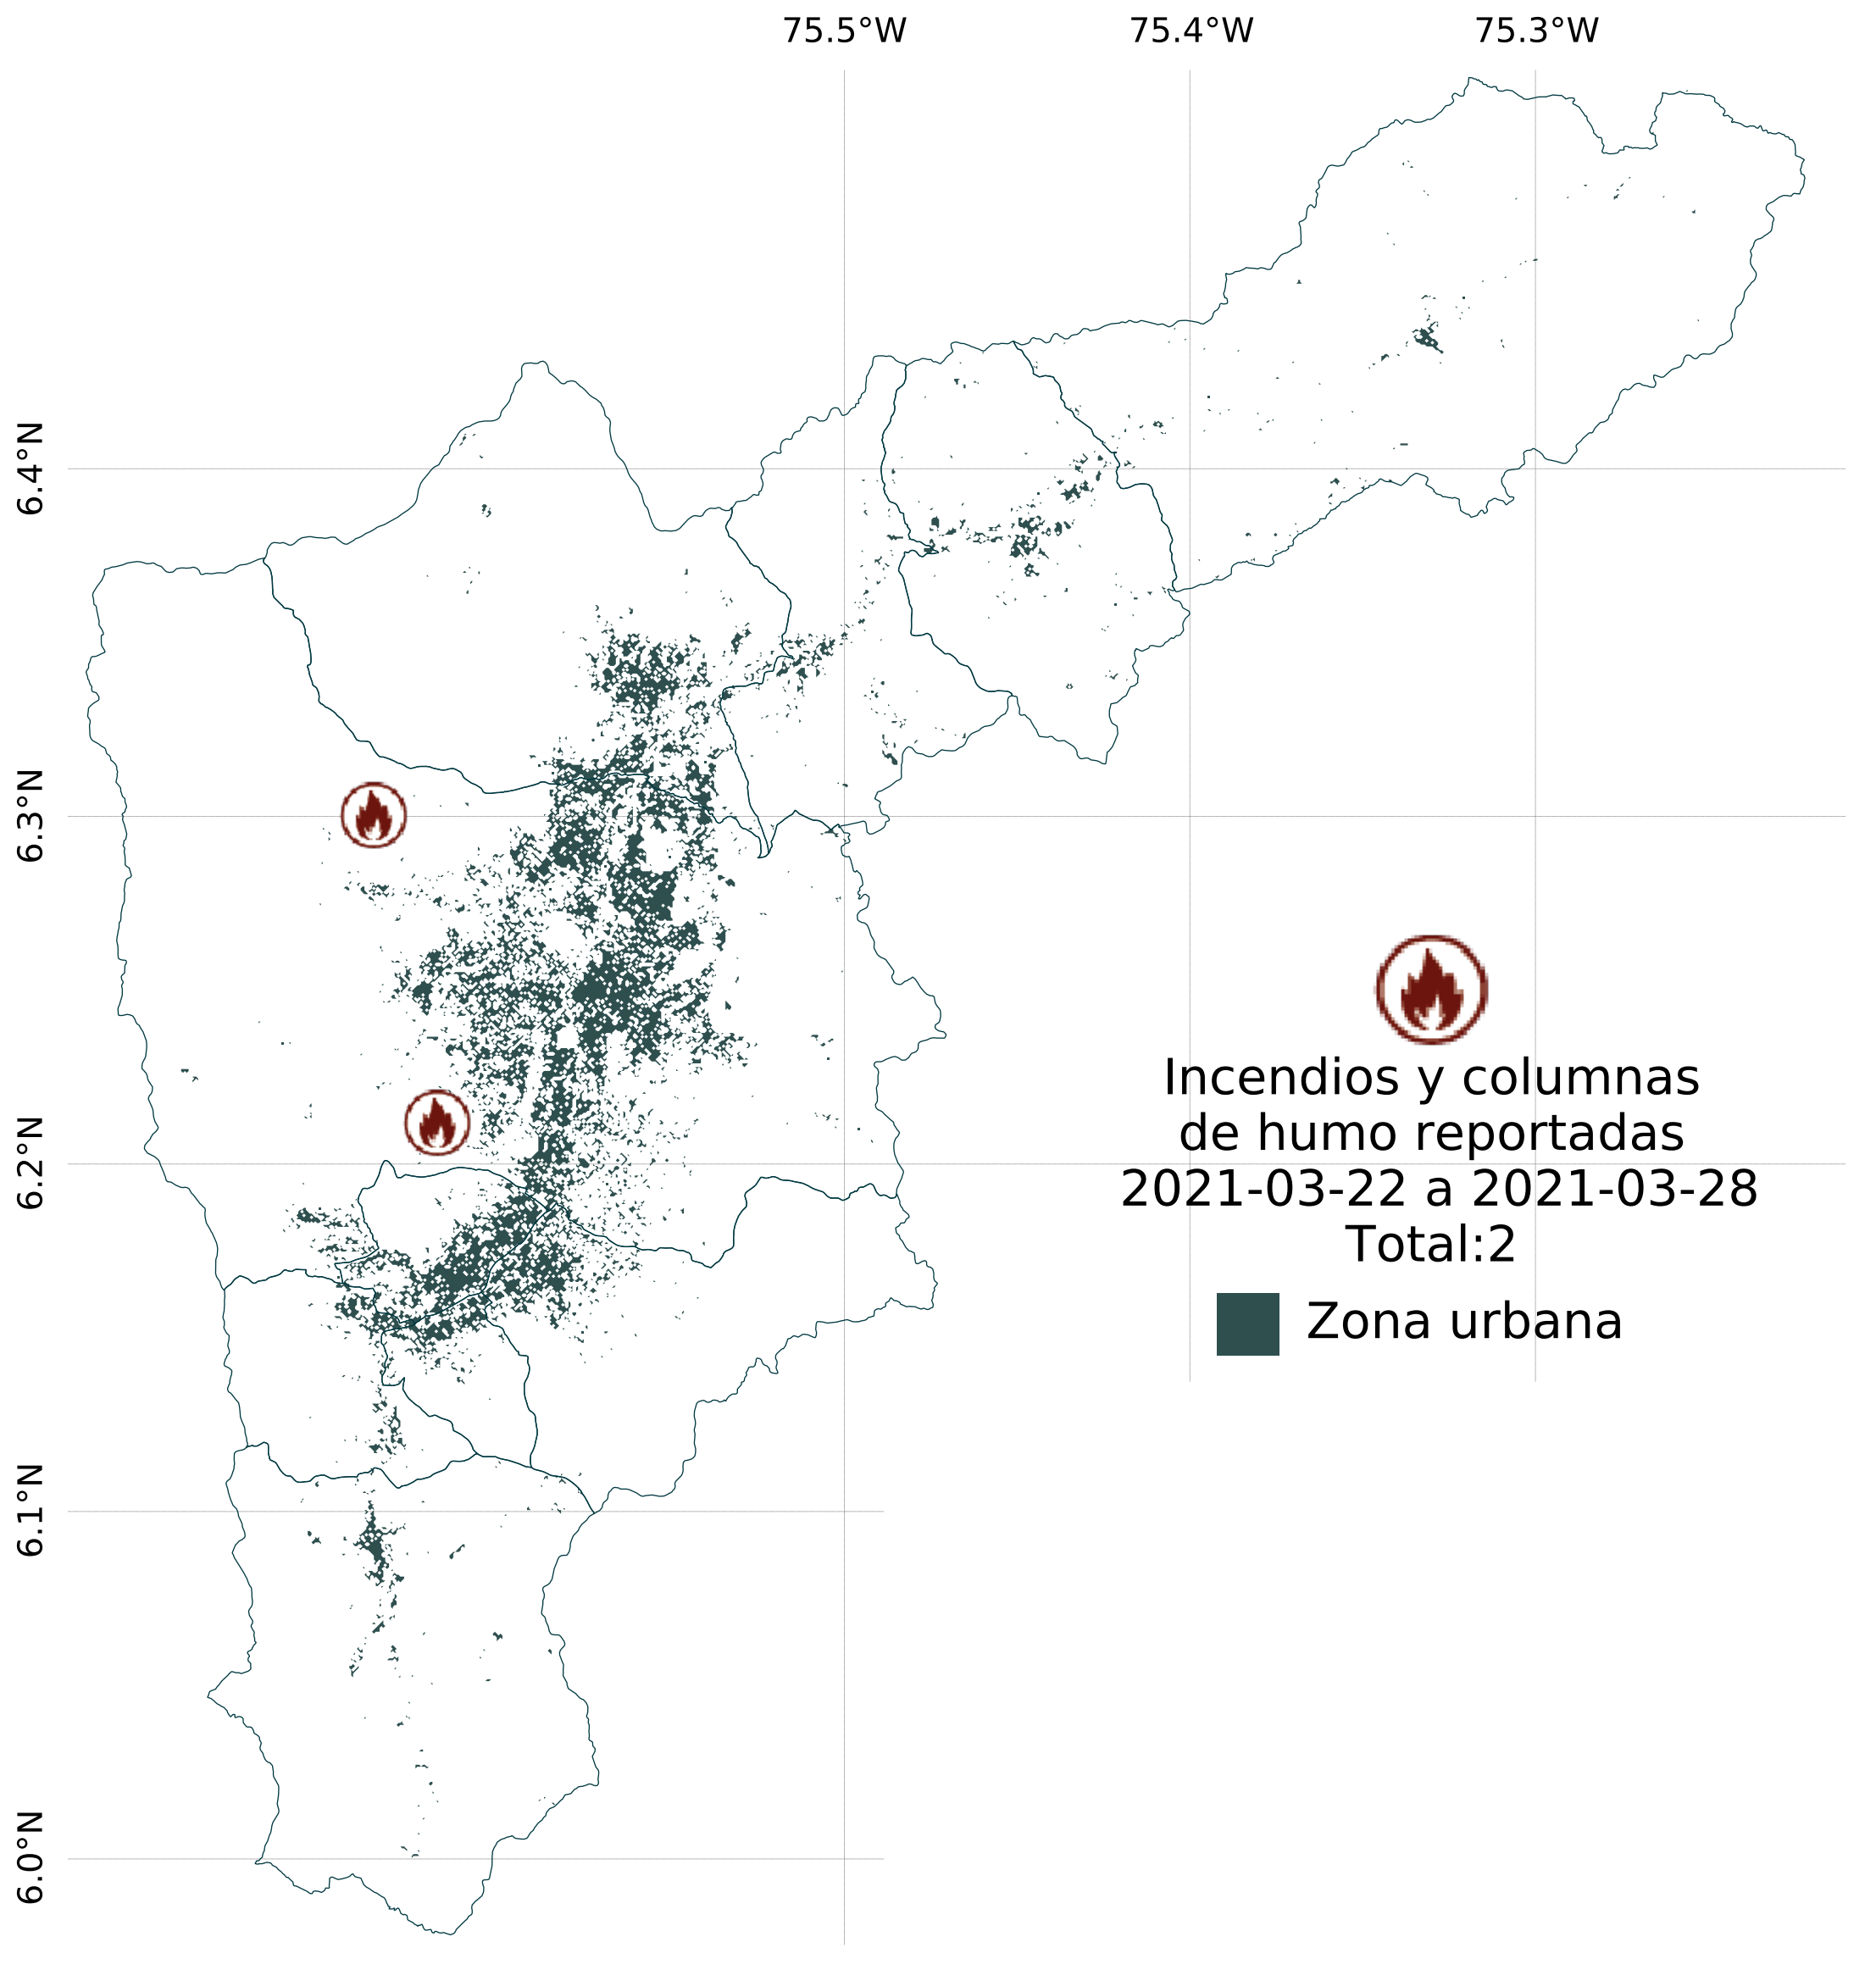 75.5°W
75.4°W
75.3°W
6.4°N
6.3°N
6.2°N
6.1°N
6.0°N
Incendios y columnas
de humo reportadas
2021-03-22 a 2021-03-28
Total:2
Zona urbana